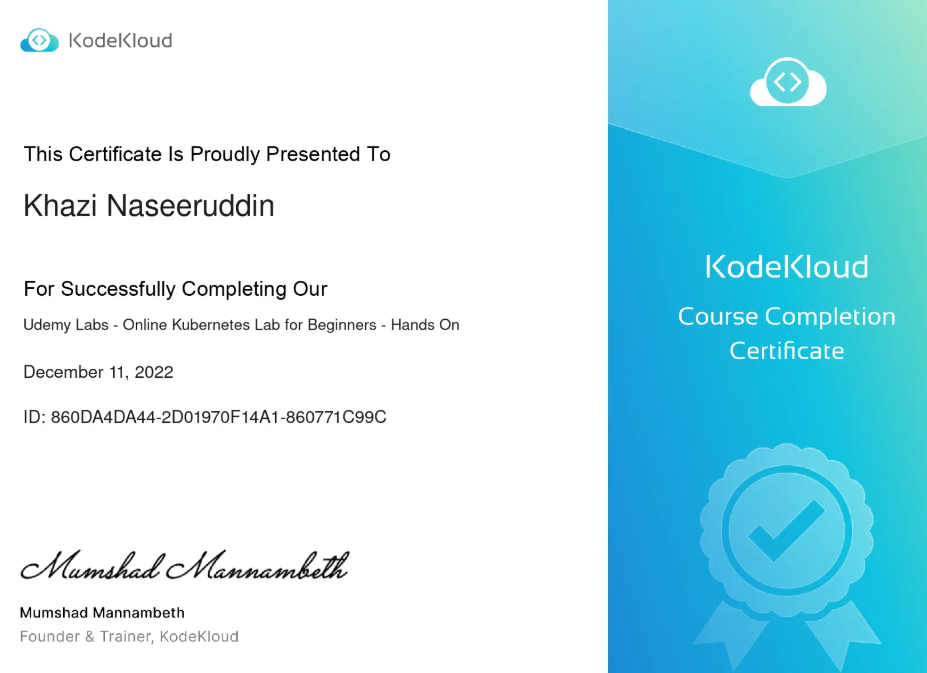 KodeKloud
This Certificate Is Proudly Presented To
Khazi Naseeruddin
For Successfully Completing Our
Udemy Labs - Online Kubernetes Lab for Beginners - Hands On
December 11, 2022
ID: 860DA4DA44-2D01970F14A1-860771C99C
Mumshad Mannambeth
Mumshad Mannambeth
Founder & Trainer, KodeKloud
KodeKloud
Course Completion
Certificate